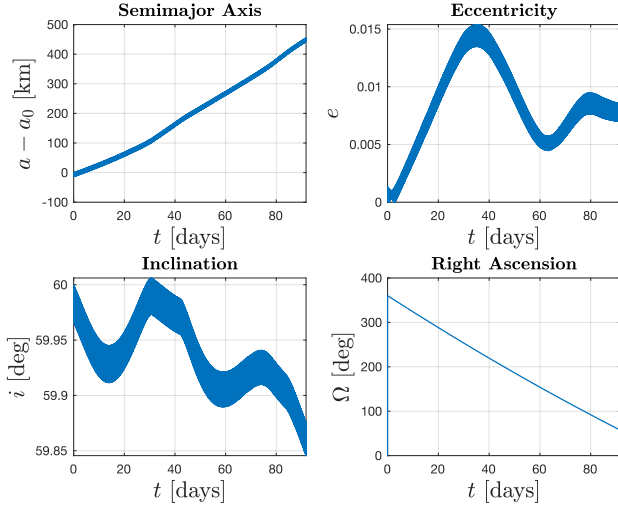 Semimajor Axis
500
400
300
200
100
0
-100
a − a₀ [km]
0 20 40 60 80
t [days]
Eccentricity
0.015
0.01
0.005
0
e
0 20 40 60 80
t [days]
Inclination
60
59.95
59.9
59.85
i [deg]
0 20 40 60 80
t [days]
Right Ascension
400
300
200
100
0
Ω [deg]
0 20 40 60 80
t [days]